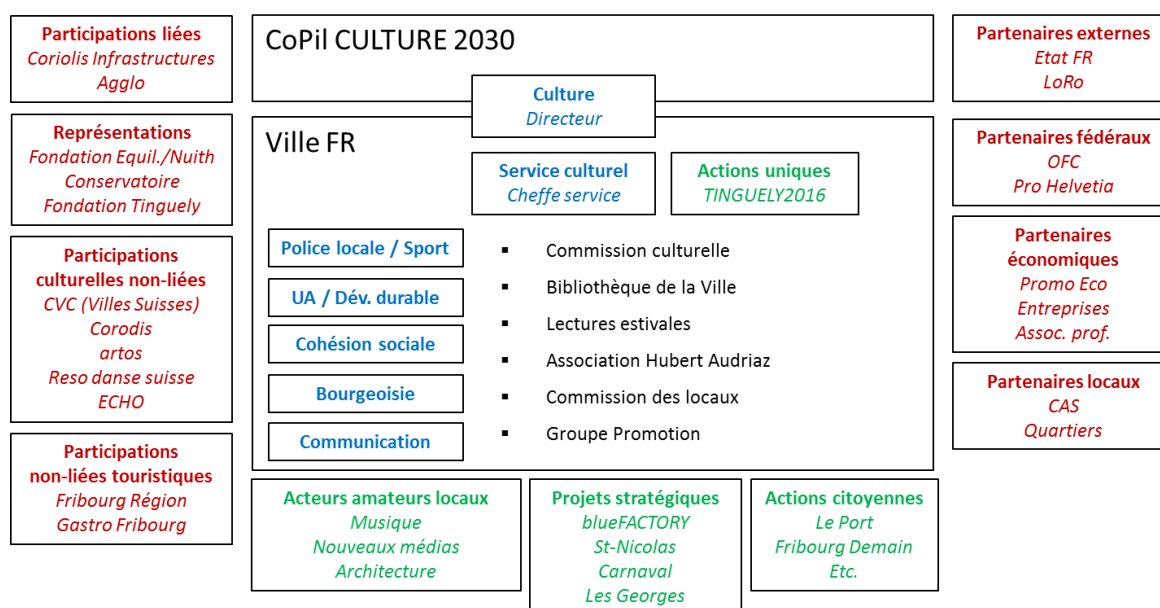 Participations liées
Coriolis Infrastructures
Agglo
Représentations
Fondation Equil./Nuith
Conservatoire
Fondation Tinguely
Participations
culturelles non-liées
CVC (Villes Suisses)
Corodis
artos
Reso danse suisse
ECHO
Participations
non-liées touristiques
Fribourg Région
Gastro Fribourg
CoPil CULTURE 2030
Culture
Directeur
Ville FR
Service culturel
Cheffe service
Actions uniques
TINGUELY2016
Police locale / Sport
UA / Dév. durable
Cohésion sociale
Bourgeoisie
Communication
▪ Commission culturelle
▪ Bibliothèque de la Ville
▪ Lectures estivales
▪ Association Hubert Audriaz
▪ Commission des locaux
▪ Groupe Promotion
Acteurs amateurs locaux
Musique
Nouveaux médias
Architecture
Projets stratégiques
blueFACTORY
St-Nicolas
Carnaval
Les Georges
Actions citoyennes
Le Port
Fribourg Demain
Etc.
Partenaires externes
Etat FR
LoRo
Partenaires fédéraux
OFC
Pro Helvetia
Partenaires
économiques
Promo Eco
Entreprises
Assoc. prof.
Partenaires locaux
CAS
Quartiers